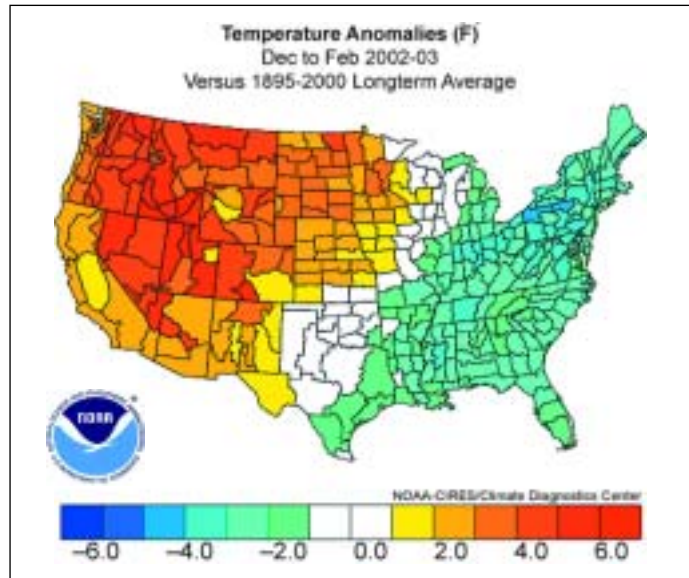 Temperature Anomalies (F)
Dec to Feb 2002-03
Versus 1895-2000 Longterm Average
NOAA
NOAA-CIRES/Climate Diagnostics Center
–6.0 –4.0 –2.0 0.0 2.0 4.0 6.0